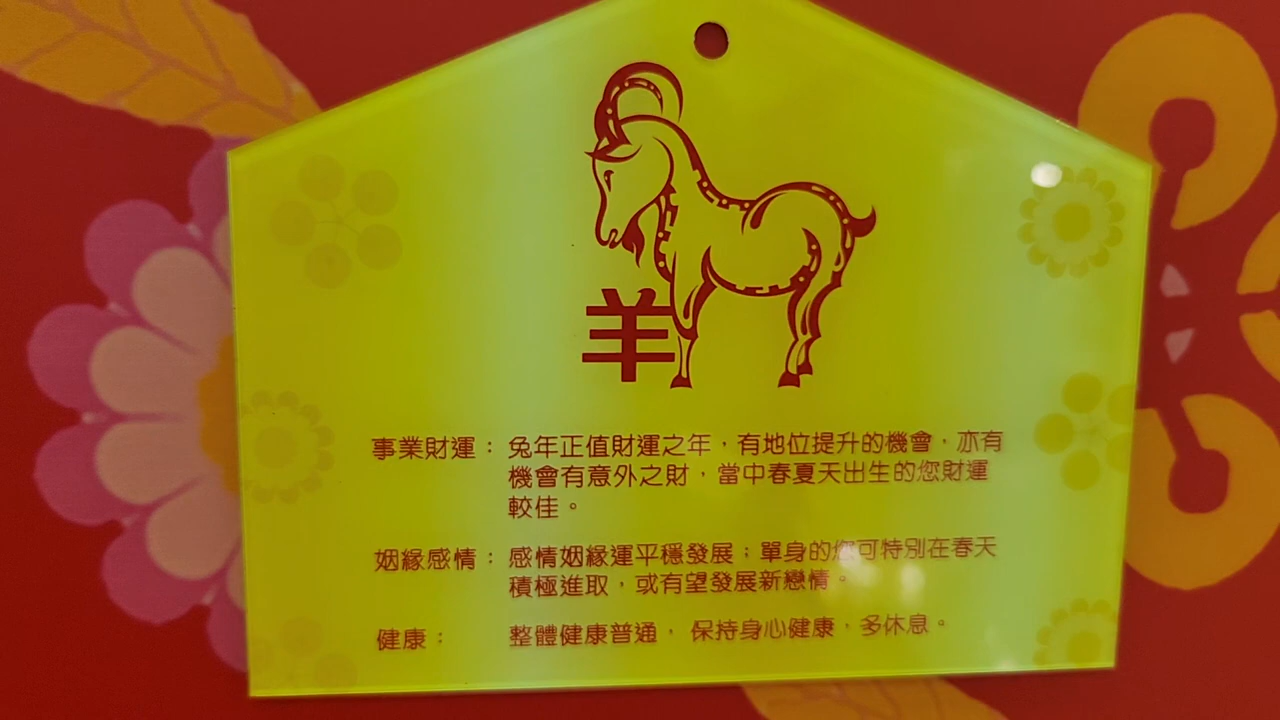 羊
事業財運：兔年正值財運之年，有地位提升的機會，亦有
機會有意外之財，當中春夏天出生的您財運
較佳。
姻緣感情：感情姻緣運平穩發展；單身的您可特別在春天
積極進取，或有望發展新戀情。
健康：整體健康普通，保持身心健康，多休息。